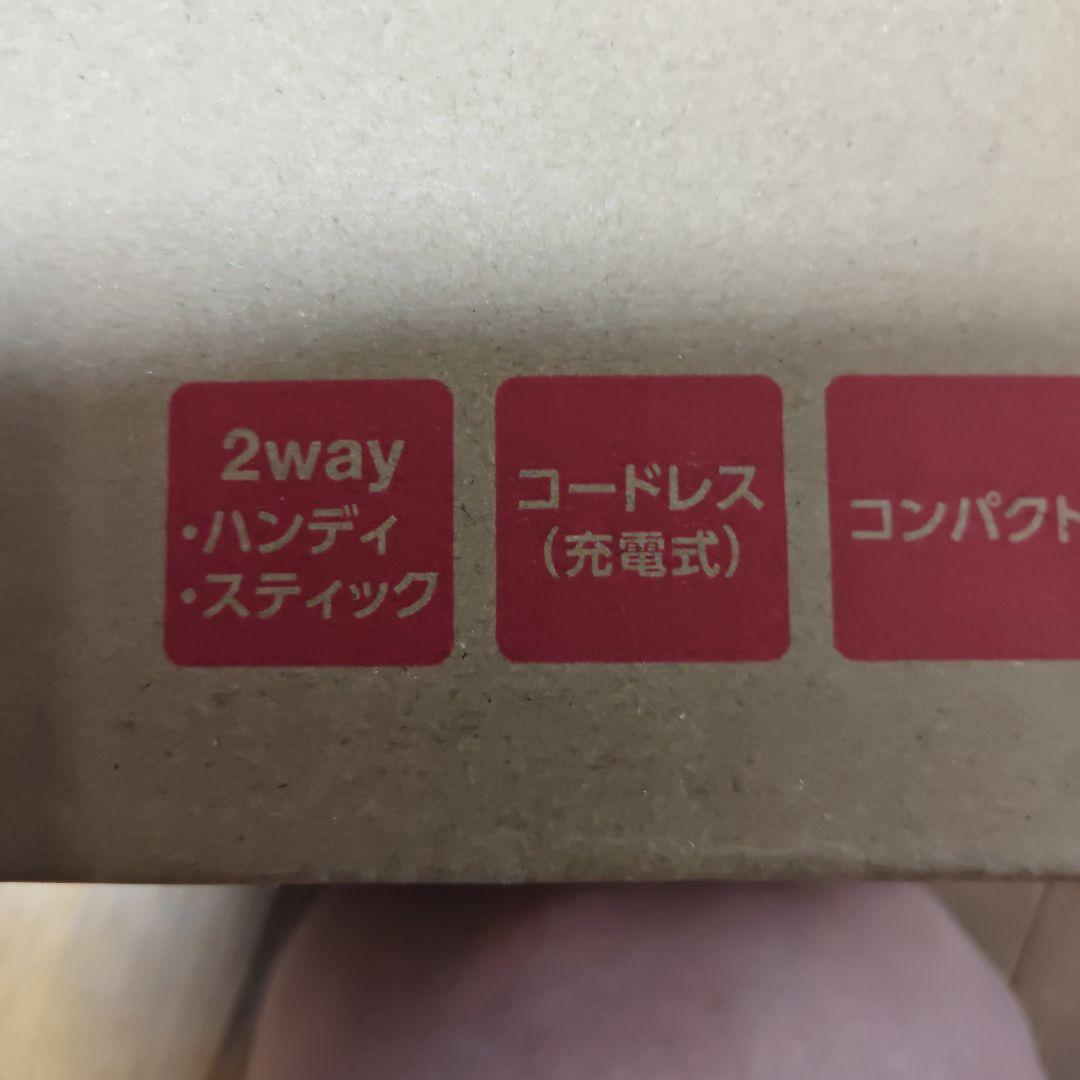 2way
・ハンディ
・スティック
コードレス
（充電式）
コンパクト